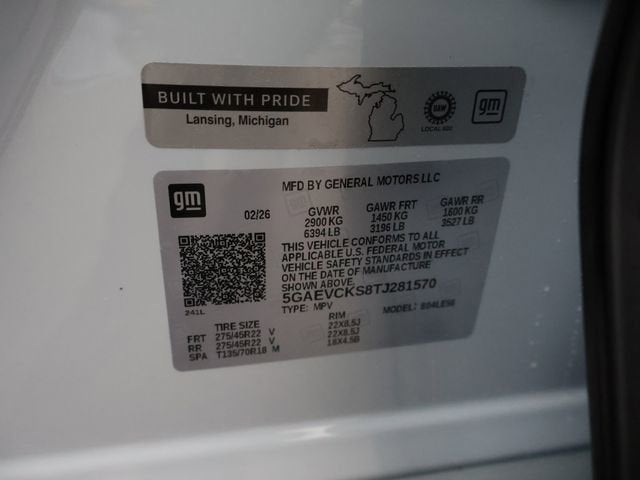 BUILT WITH PRIDE
Lansing, Michigan
UAW
LOCAL 602
gm
gm
MFD BY GENERAL MOTORS LLC
02/26
GVWR GAWR FRT GAWR RR
2900 KG 1450 KG 1600 KG
6394 LB 3196 LB 3527 LB
THIS VEHICLE CONFORMS TO ALL
APPLICABLE U.S. FEDERAL MOTOR
VEHICLE SAFETY STANDARDS IN EFFECT
ON THE DATE OF MANUFACTURE
SHOWN ABOVE.
5GAEVCKS8TJ281570
TYPE: MPV MODEL:
241L
TIRE SIZE RIM
FRT 275/45R22 V 22X8.5J
RR 275/45R22 V 22X8.5J
SPA T135/70R18 M 18X4.5B